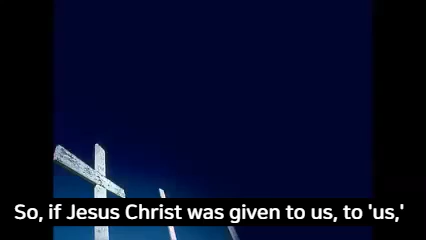 So, if Jesus Christ was given to us, to 'us,'